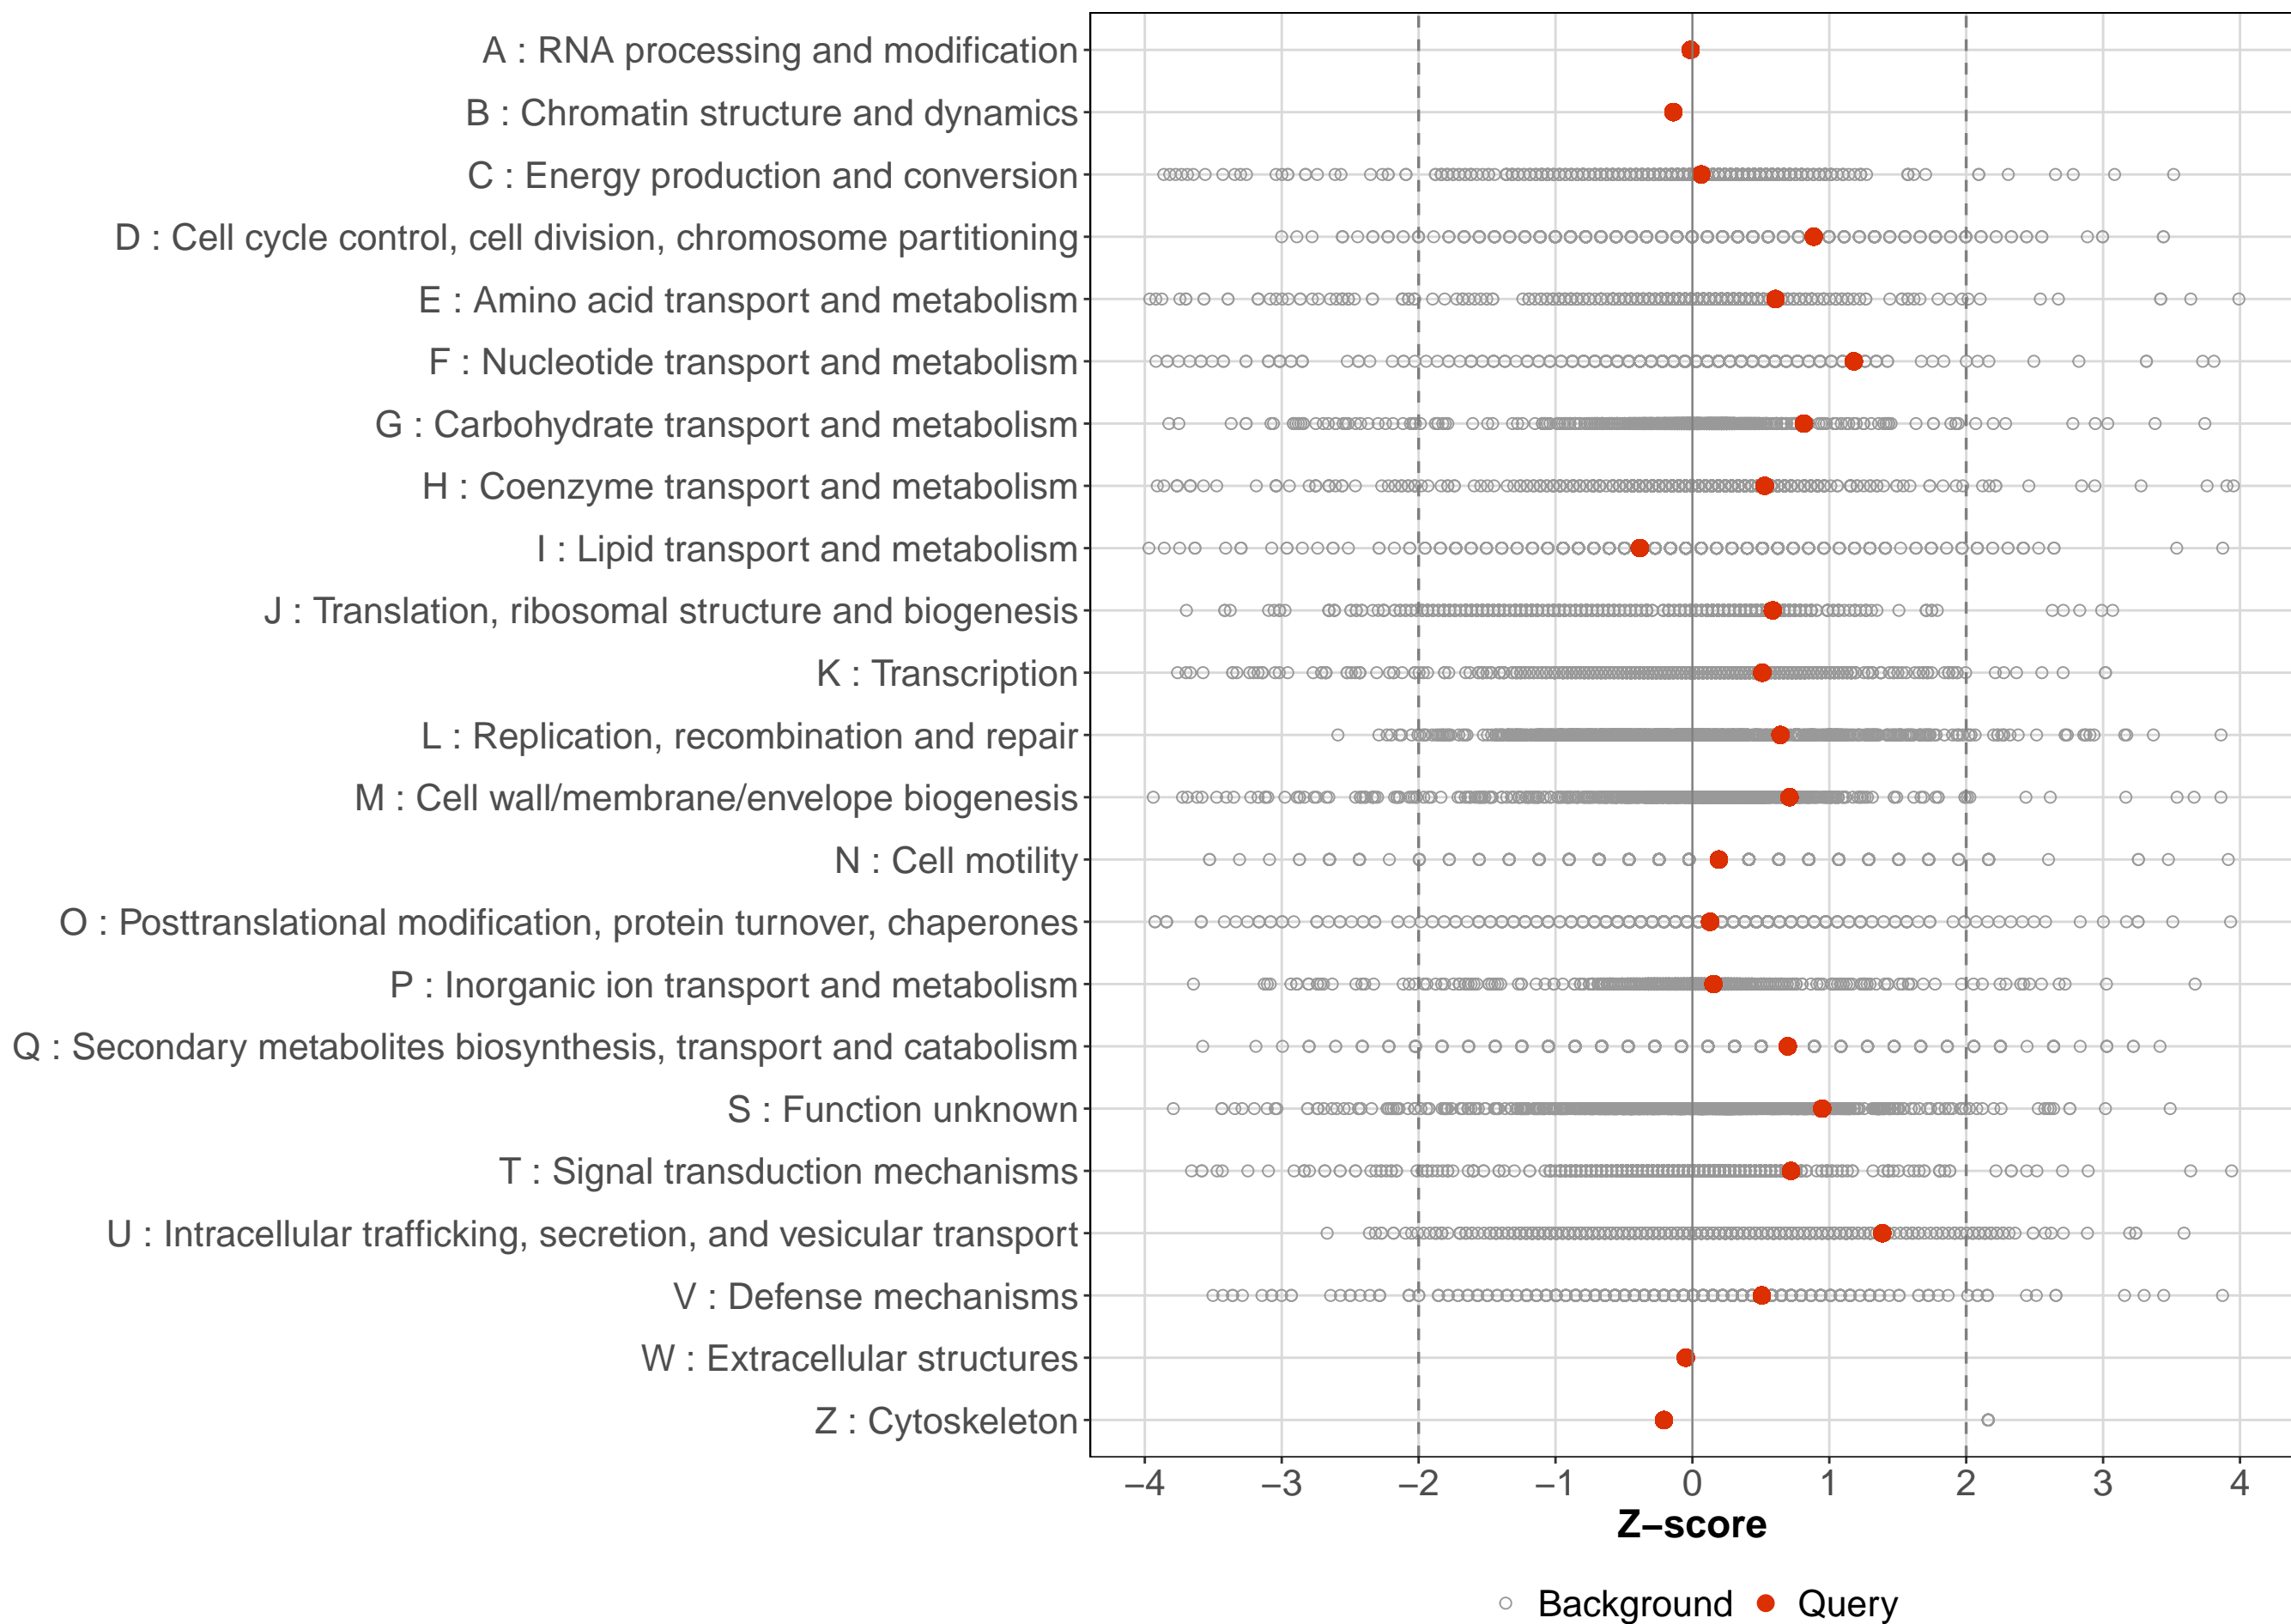 A : RNA processing and modification
B : Chromatin structure and dynamics
C : Energy production and conversion
D : Cell cycle control, cell division, chromosome partitioning
E : Amino acid transport and metabolism
F : Nucleotide transport and metabolism
G : Carbohydrate transport and metabolism
H : Coenzyme transport and metabolism
I : Lipid transport and metabolism
J : Translation, ribosomal structure and biogenesis
K : Transcription
L : Replication, recombination and repair
M : Cell wall/membrane/envelope biogenesis
N : Cell motility
O : Posttranslational modification, protein turnover, chaperones
P : Inorganic ion transport and metabolism
Q : Secondary metabolites biosynthesis, transport and catabolism
S : Function unknown
T : Signal transduction mechanisms
U : Intracellular trafficking, secretion, and vesicular transport
V : Defense mechanisms
W : Extracellular structures
Z : Cytoskeleton
−4 −3 −2 −1 0 1 2 3 4
Z−score
Background Query